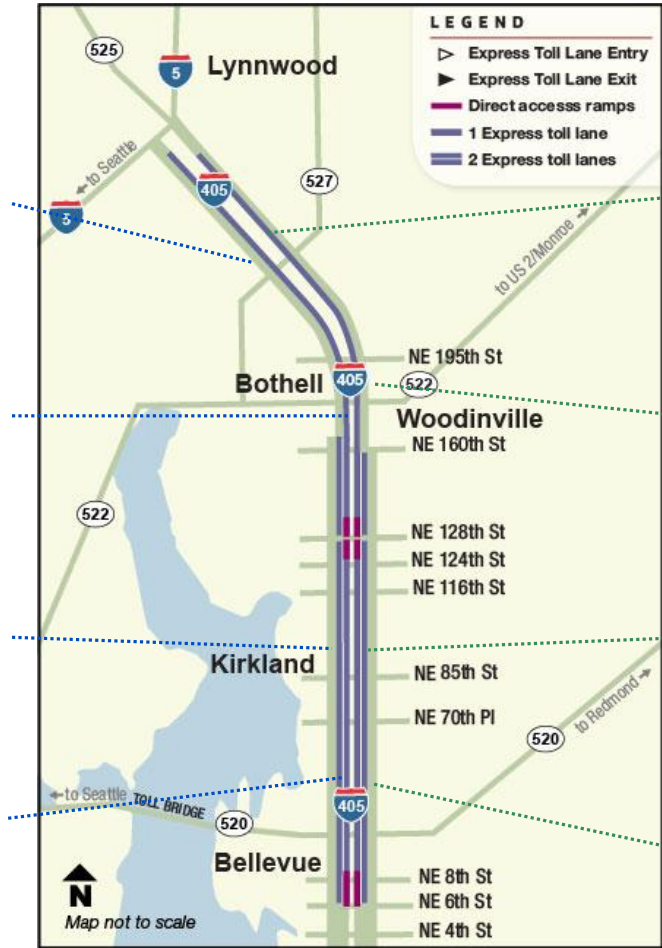 LEGEND
Express Toll Lane Entry
Express Toll Lane Exit
Direct accesss ramps
1 Express toll lane
2 Express toll lanes
525
5
Lynnwood
to Seattle
405
527
5
to US 2/Monroe
NE 195th St
Bothell
405
522
Woodinville
NE 160th St
522
NE 128th St
NE 124th St
NE 116th St
Kirkland
NE 85th St
NE 70th Pl
to Redmond
520
to Seattle
TOLL BRIDGE
405
520
Bellevue
NE 8th St
NE 6th St
NE 4th St
N
Map not to scale